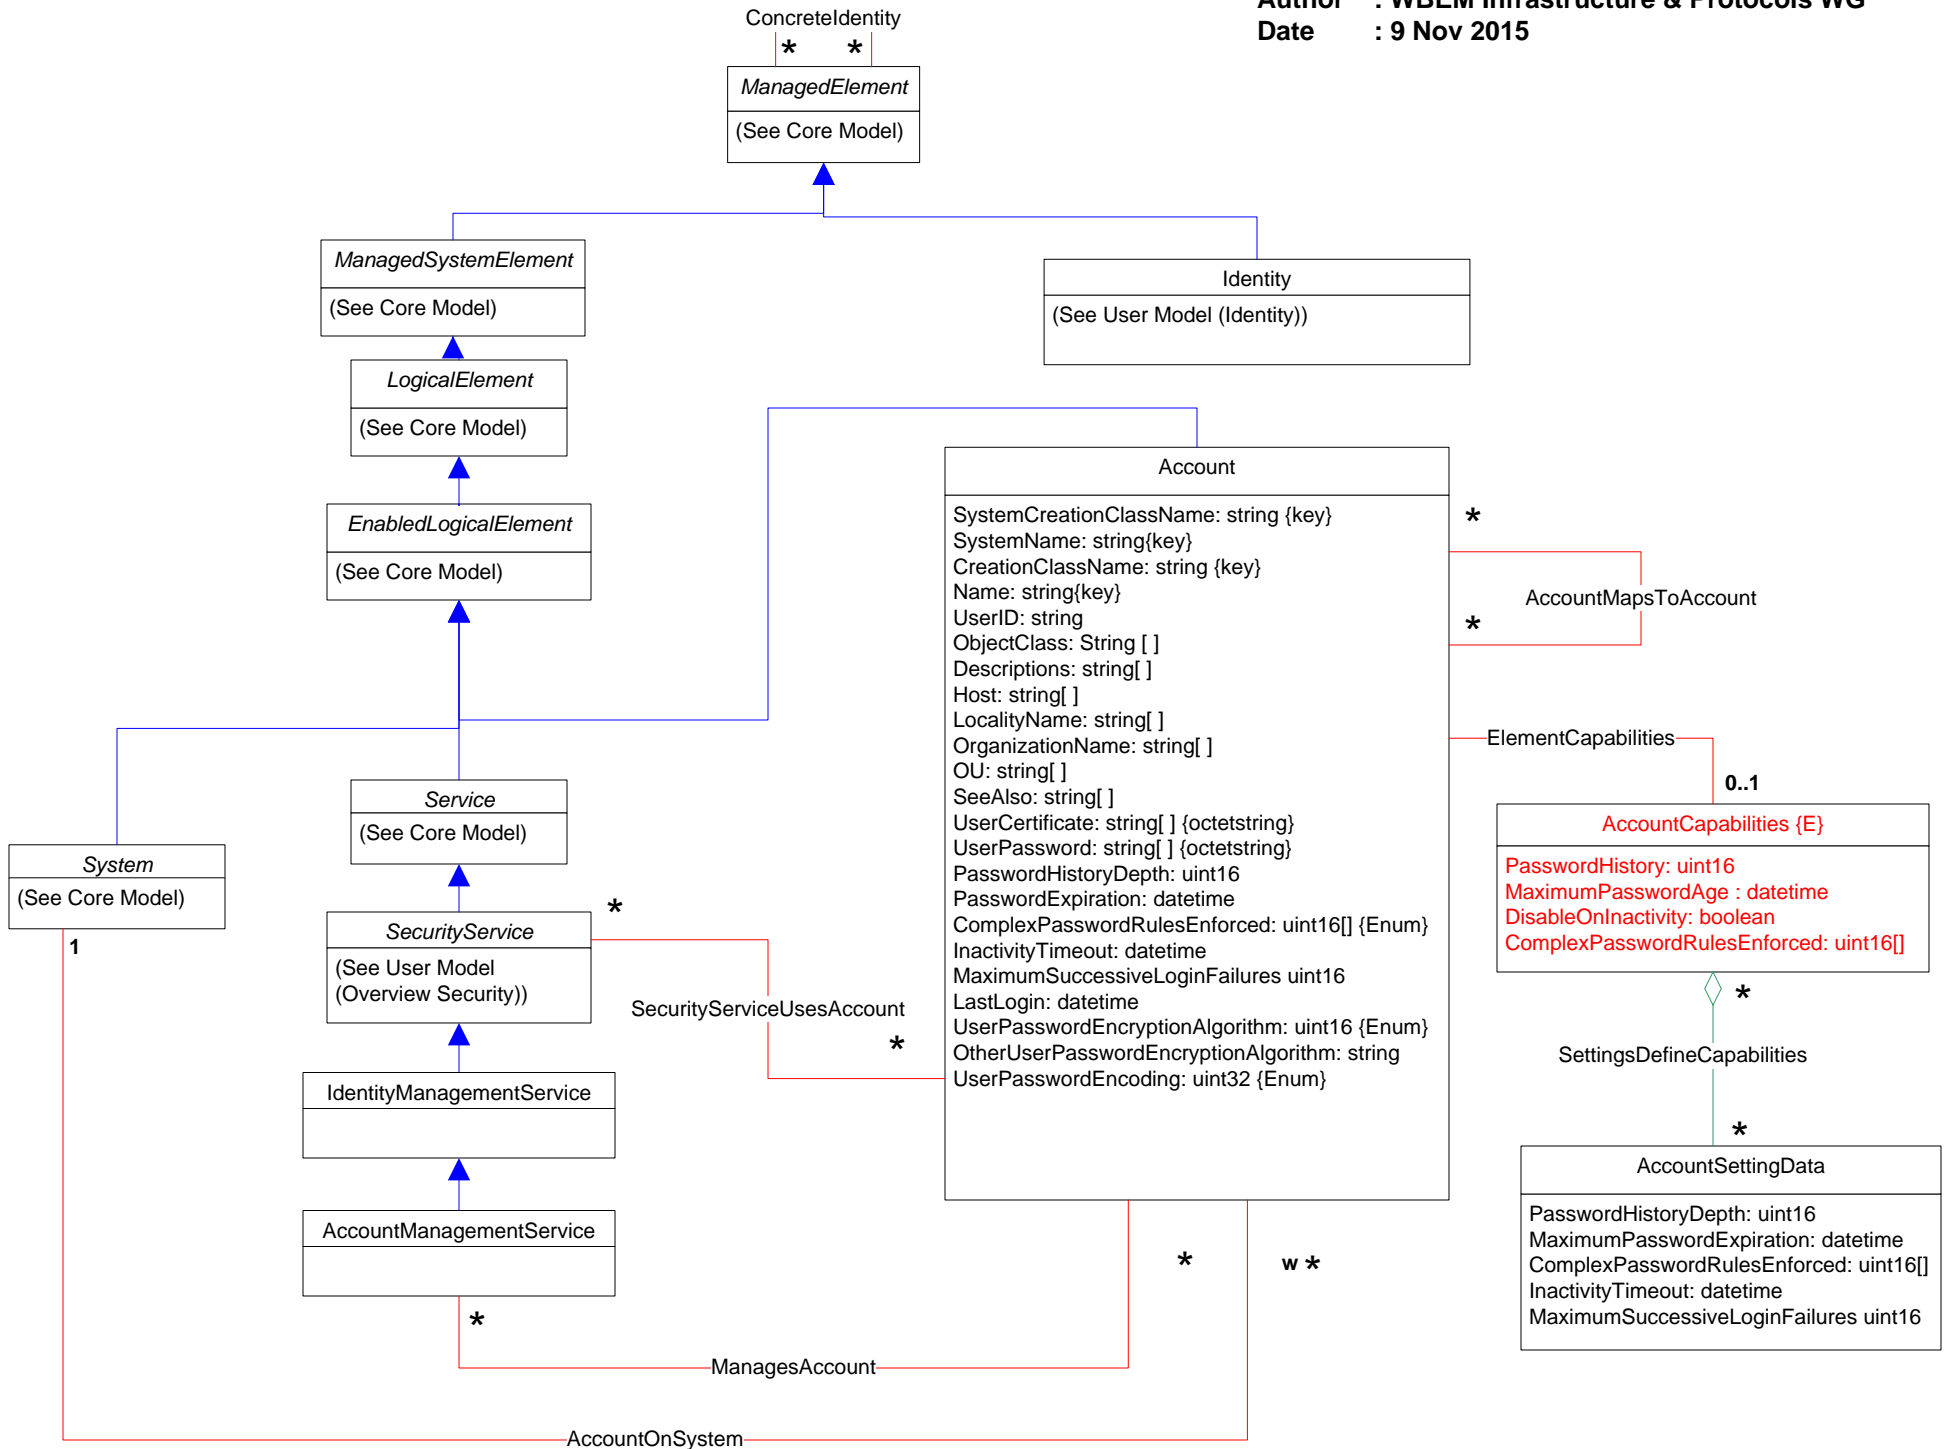 Author : WBEM Infrastructure & Protocols WG
Date : 9 Nov 2015
ConcreteIdentity
* *
ManagedElement
(See Core Model)
ManagedSystemElement
(See Core Model)
Identity
(See User Model (Identity))
LogicalElement
(See Core Model)
EnabledLogicalElement
(See Core Model)
Account
SystemCreationClassName: string {key}
SystemName: string{key}
CreationClassName: string {key}
Name: string{key}
UserID: string
ObjectClass: String [ ]
Descriptions: string[ ]
Host: string[ ]
LocalityName: string[ ]
OrganizationName: string[ ]
OU: string[ ]
SeeAlso: string[ ]
UserCertificate: string[ ] {octetstring}
UserPassword: string[ ] {octetstring}
PasswordHistoryDepth: uint16
PasswordExpiration: datetime
ComplexPasswordRulesEnforced: uint16[] {Enum}
InactivityTimeout: datetime
MaximumSuccessiveLoginFailures uint16
LastLogin: datetime
UserPasswordEncryptionAlgorithm: uint16 {Enum}
OtherUserPasswordEncryptionAlgorithm: string
UserPasswordEncoding: uint32 {Enum}
*
AccountMapsToAccount
*
ElementCapabilities
0..1
AccountCapabilities {E}
PasswordHistory: uint16
MaximumPasswordAge : datetime
DisableOnInactivity: boolean
ComplexPasswordRulesEnforced: uint16[]
*
SettingsDefineCapabilities
*
AccountSettingData
PasswordHistoryDepth: uint16
MaximumPasswordExpiration: datetime
ComplexPasswordRulesEnforced: uint16[]
InactivityTimeout: datetime
MaximumSuccessiveLoginFailures uint16
Service
(See Core Model)
System
(See Core Model)
1
SecurityService
(See User Model
(Overview Security))
*
SecurityServiceUsesAccount
*
IdentityManagementService
AccountManagementService
*
*
w *
ManagesAccount
AccountOnSystem